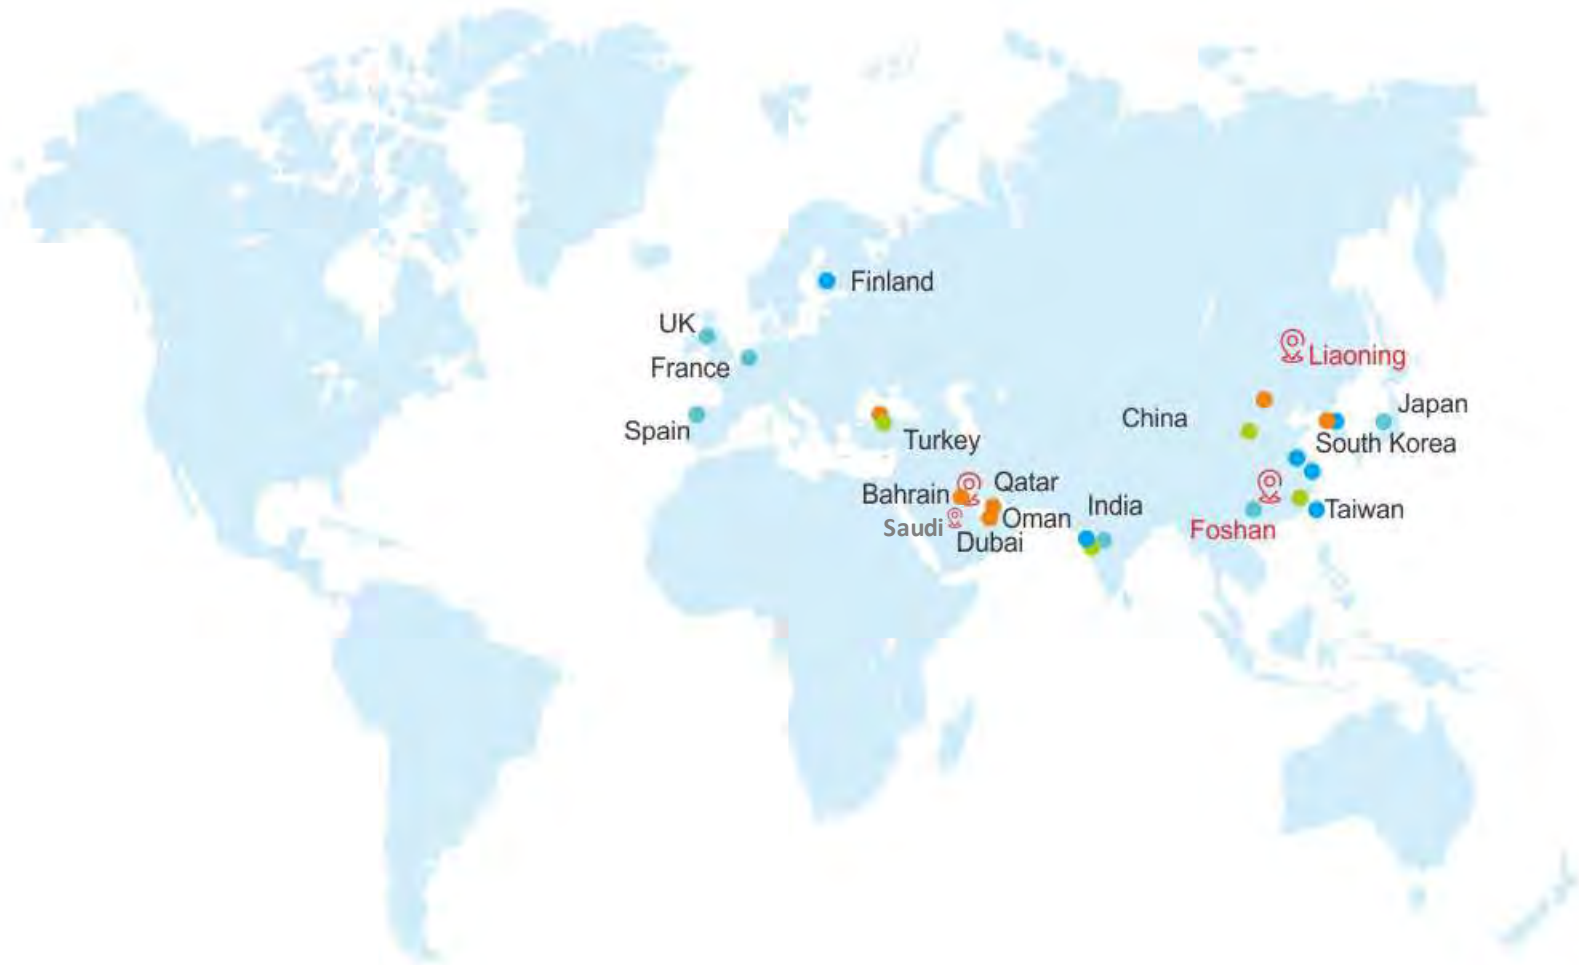 Finland
UK
Liaoning
France
Japan
China
Spain
Turkey
South Korea
Qatar
Bahrain
India
Oman
Taiwan
Saudi
Foshan
Dubai